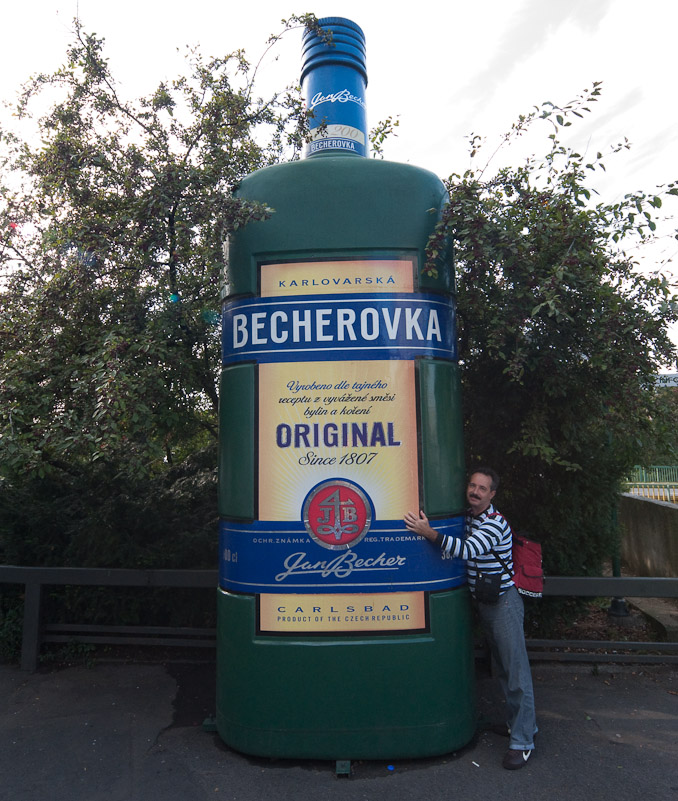 Jan Becher
200
BECHEROVKA
KARLOVARSKÁ
BECHEROVKA
Vyrobeno dle tajného
receptu z vyvážené směsi
bylin a koření
ORIGINAL
Since 1807
JB
OCHR. ZNÁMKA REG. TRADEMARK
Jan Becher
CARLSBAD
PRODUCT OF THE CZECH REPUBLIC
SOCCER